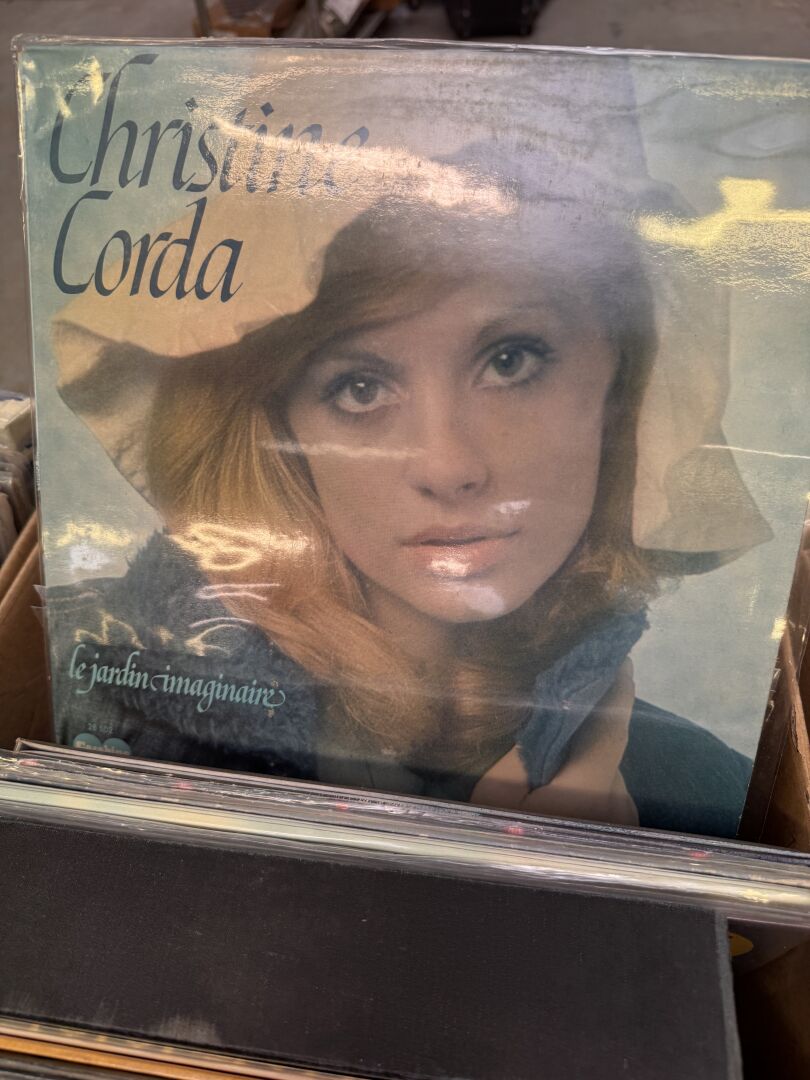 Christine
Corda
le jardin imaginaire